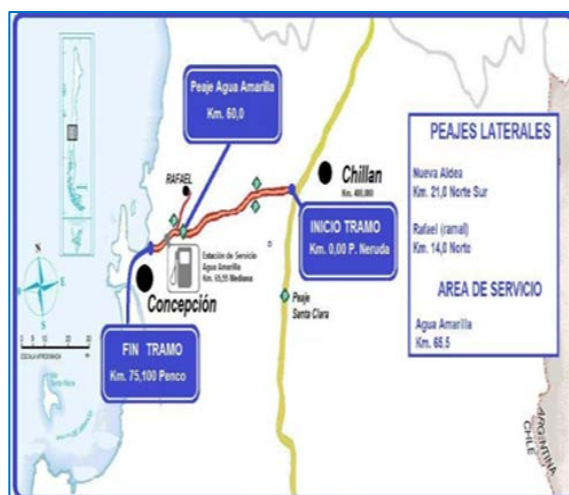 Peaje Agua Amarilla
Km. 60,0
RAFAEL
Chillan
Km. 400,000
INICIO TRAMO
Km. 0,00 P. Neruda
Estación de Servicio
Agua Amarilla
Concepción
FIN TRAMO
Km. 75,100 Penco
Peaje
Santa Clara
PEAJES LATERALES
Nueva Aldea
Km. 21,0 Norte Sur
Rafael (ramal)
Km. 14,0 Norte
AREA DE SERVICIO
Agua Amarilla
Km. 65.5
N
S
ARGENTINA
CHILE